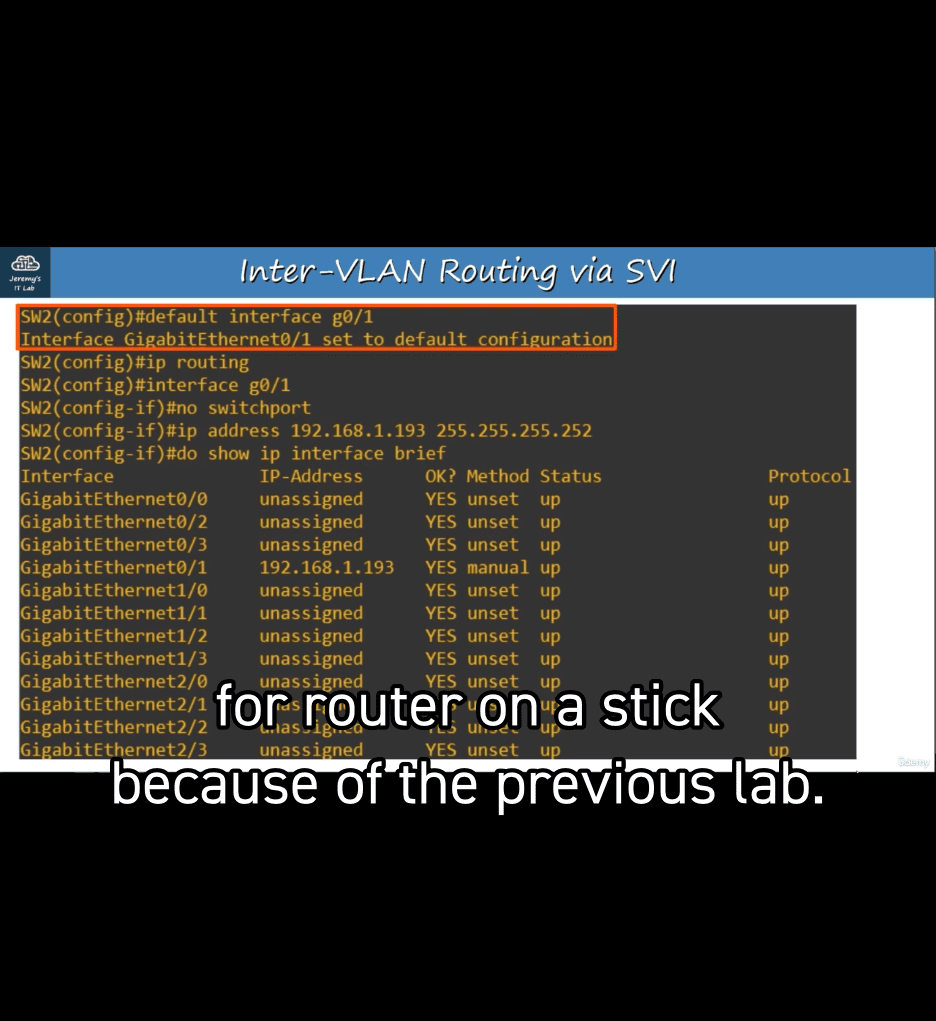 Jeremy's
IT Lab
Inter-VLAN Routing via SVI
SW2(config)#default interface g0/1
Interface GigabitEthernet0/1 set to default configuration
SW2(config)#ip routing
SW2(config)#interface g0/1
SW2(config-if)#no switchport
SW2(config-if)#ip address 192.168.1.193 255.255.255.252
SW2(config-if)#do show ip interface brief
Interface IP-Address OK? Method Status Protocol
GigabitEthernet0/0 unassigned YES unset up up
GigabitEthernet0/2 unassigned YES unset up up
GigabitEthernet0/3 unassigned YES unset up up
GigabitEthernet0/1 192.168.1.193 YES manual up up
GigabitEthernet1/0 unassigned YES unset up up
GigabitEthernet1/1 unassigned YES unset up up
GigabitEthernet1/2 unassigned YES unset up up
GigabitEthernet1/3 unassigned YES unset up up
GigabitEthernet2/0 unassigned YES unset up up
GigabitEthernet2/1 unassigned YES unset up up
GigabitEthernet2/2 unassigned YES unset up up
GigabitEthernet2/3 unassigned YES unset up up
for router on a stick
because of the previous lab.
ûdemy